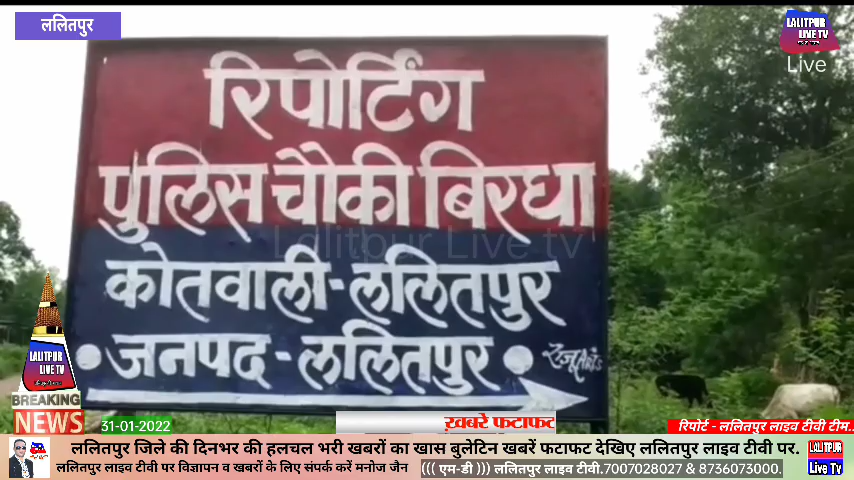 ललितपुर
LALITPUR
LIVE TV
Live
रिपोर्टिंग
पुलिस चौकी बिरधा
Lalitpur Live tv
कोतवाली-ललितपुर
जनपद-ललितपुर
राजू Arts
LALITPUR
LIVE TV
BREAKING
NEWS
31-01-2022
ख़बरें फटाफट
रिपोर्ट - ललितपुर लाइव टीवी टीम..
ललितपुर जिले की दिनभर की हलचल भरी खबरों का खास बुलेटिन खबरें फटाफट देखिए ललितपुर लाइव टीवी पर.
ललितपुर लाइव टीवी पर विज्ञापन व खबरों के लिए संपर्क करें मनोज जैन ((( एम-डी ))) ललितपुर लाइव टीवी.7007028027 & 8736073000.
LALITPUR
Live Tv